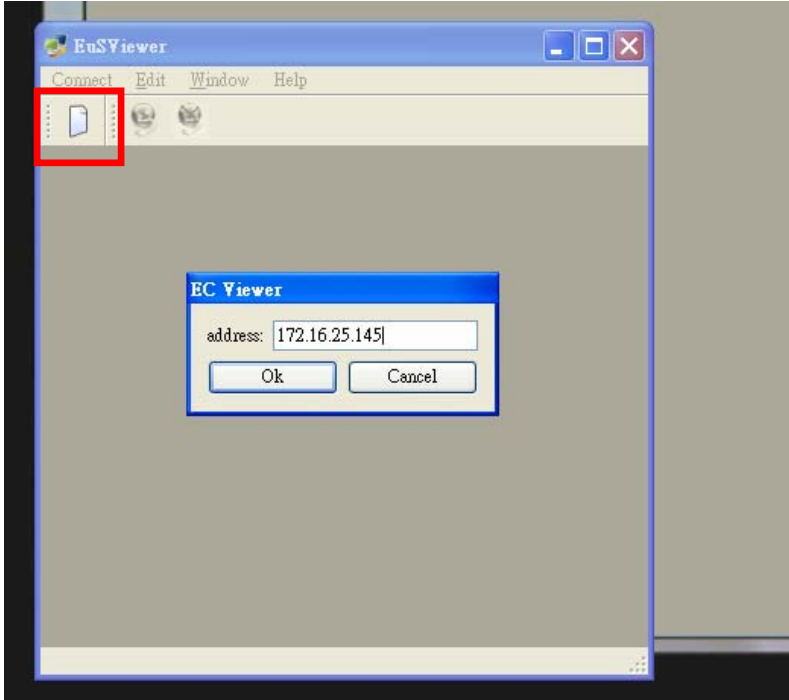 EuSViewer
Connect Edit Window Help
EC Viewer
address: 172.16.25.145
Ok Cancel